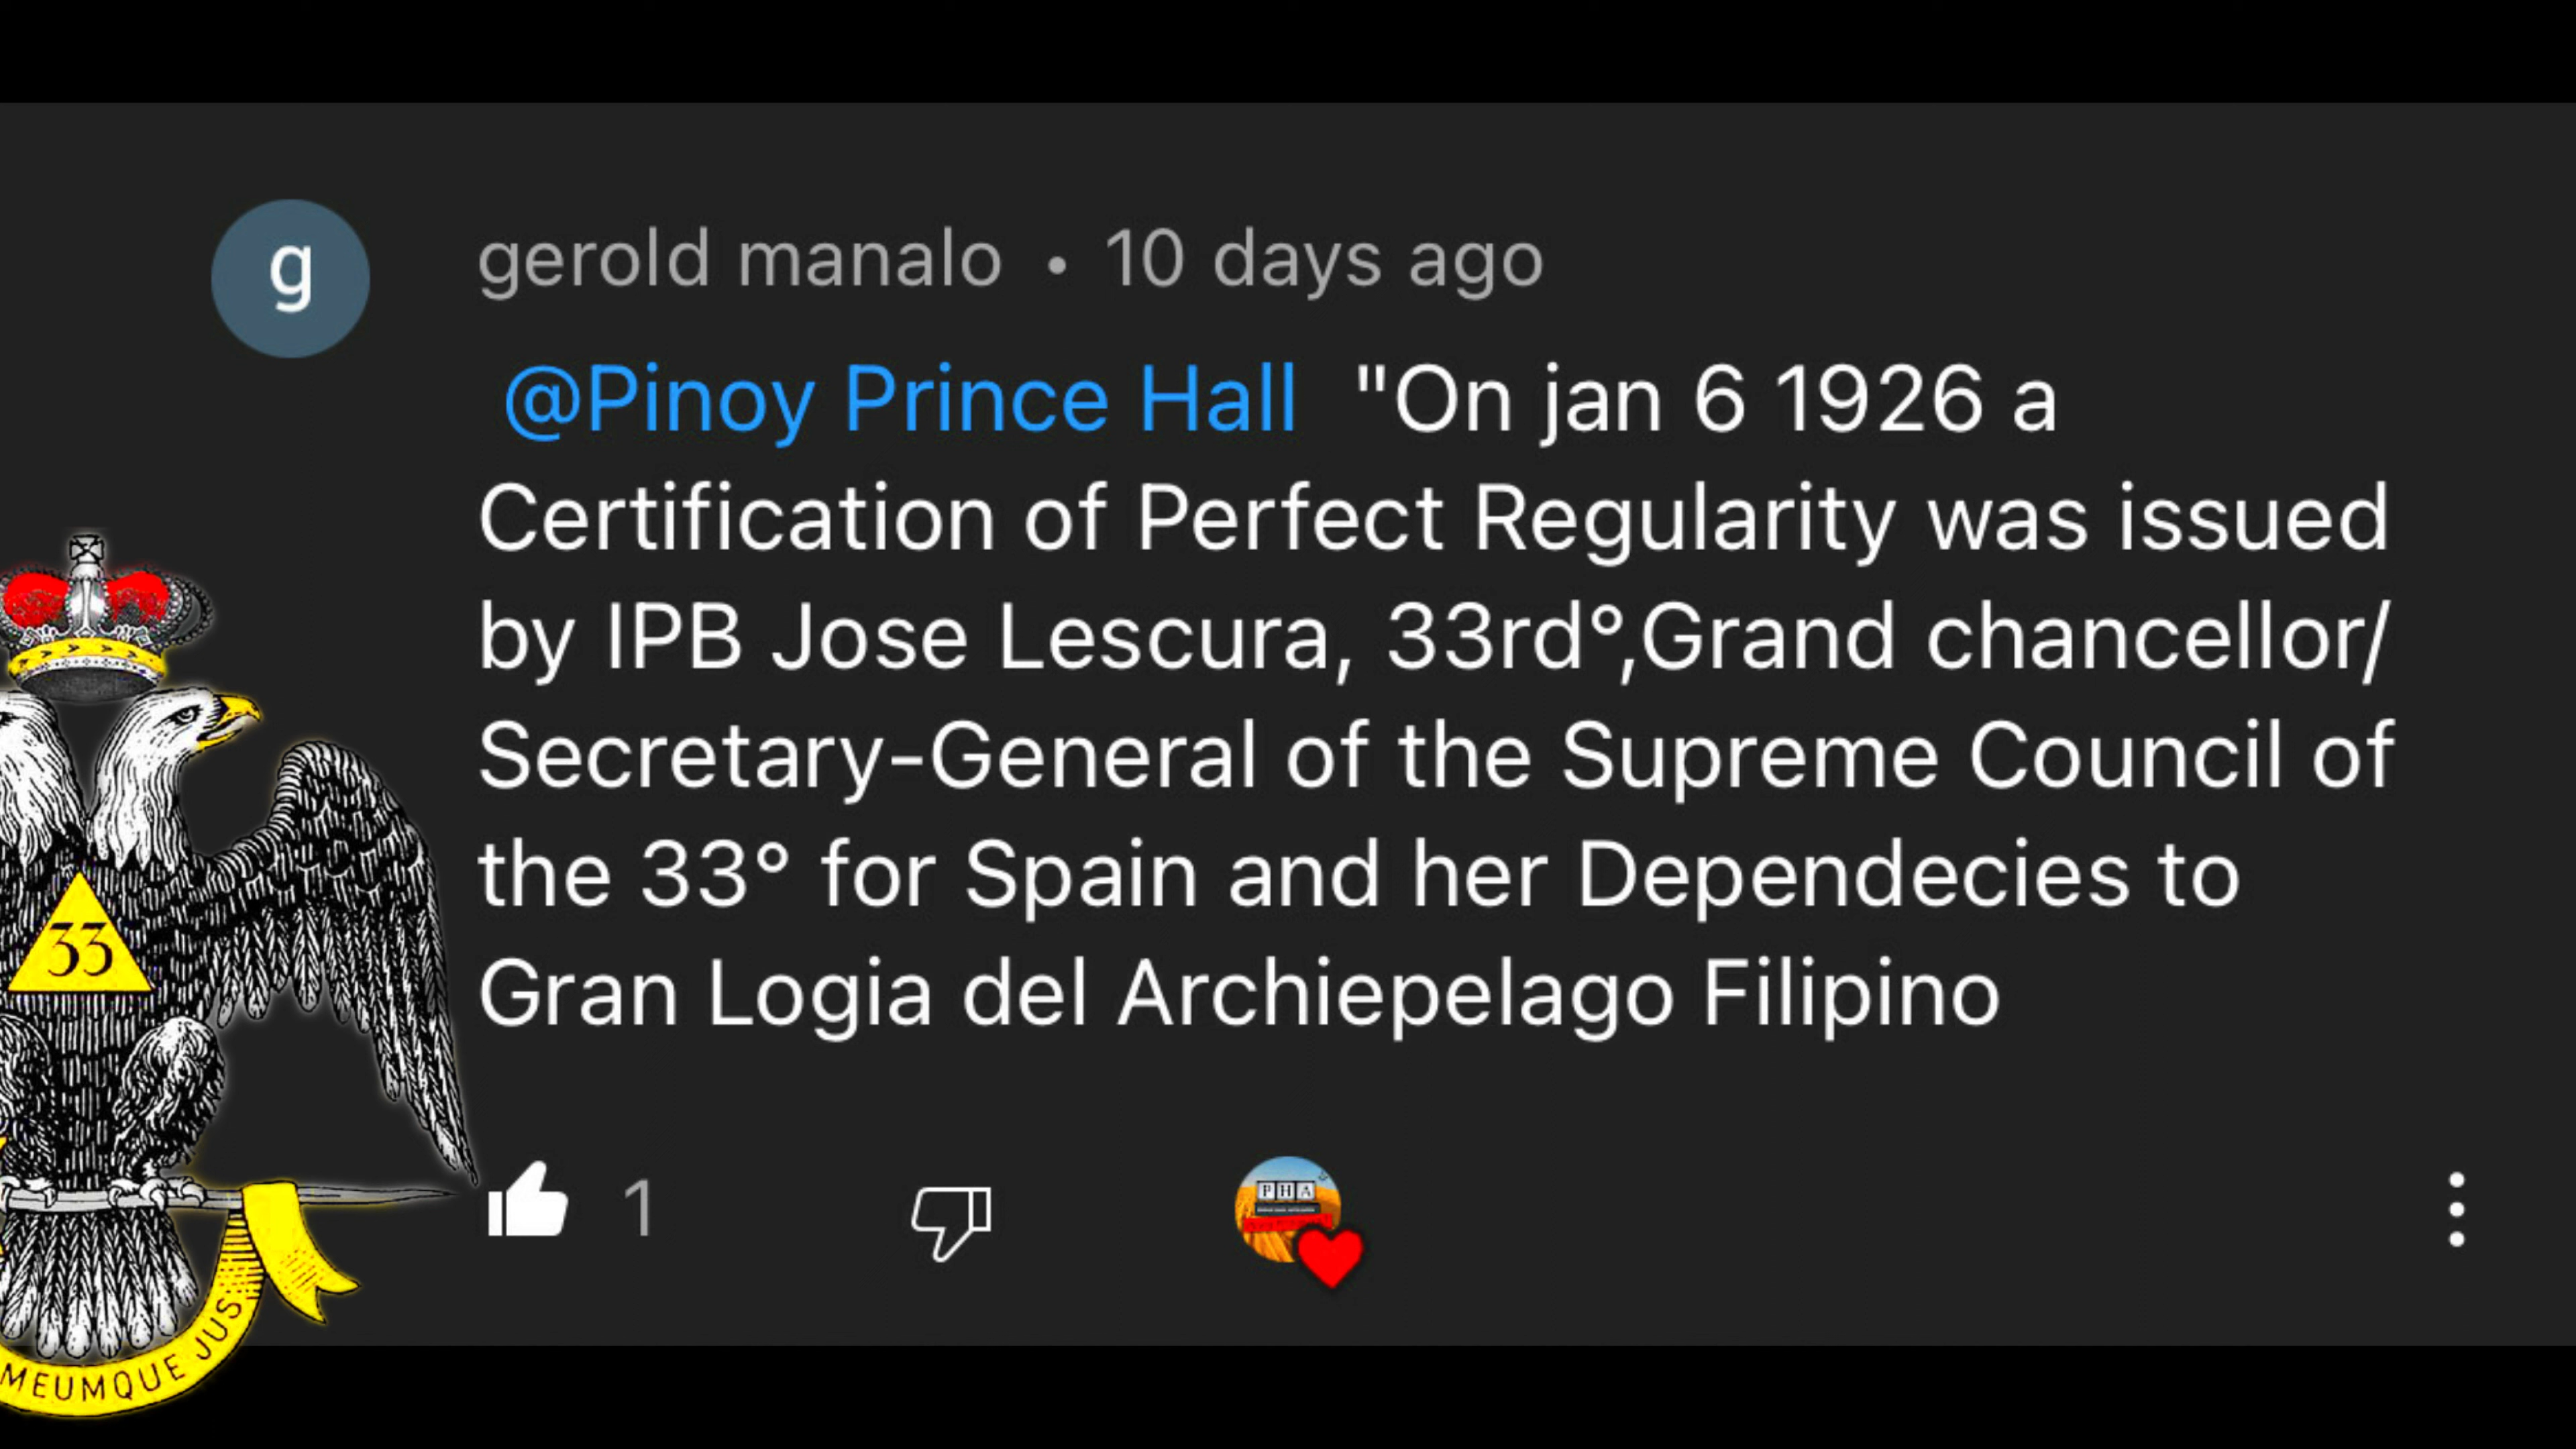 g
gerold manalo • 10 days ago
@Pinoy Prince Hall "On jan 6 1926 a
Certification of Perfect Regularity was issued
by IPB Jose Lescura, 33rd°,Grand chancellor/
Secretary-General of the Supreme Council of
the 33° for Spain and her Dependecies to
Gran Logia del Archiepelago Filipino
33
1
PHA
MEUMQUE JUS